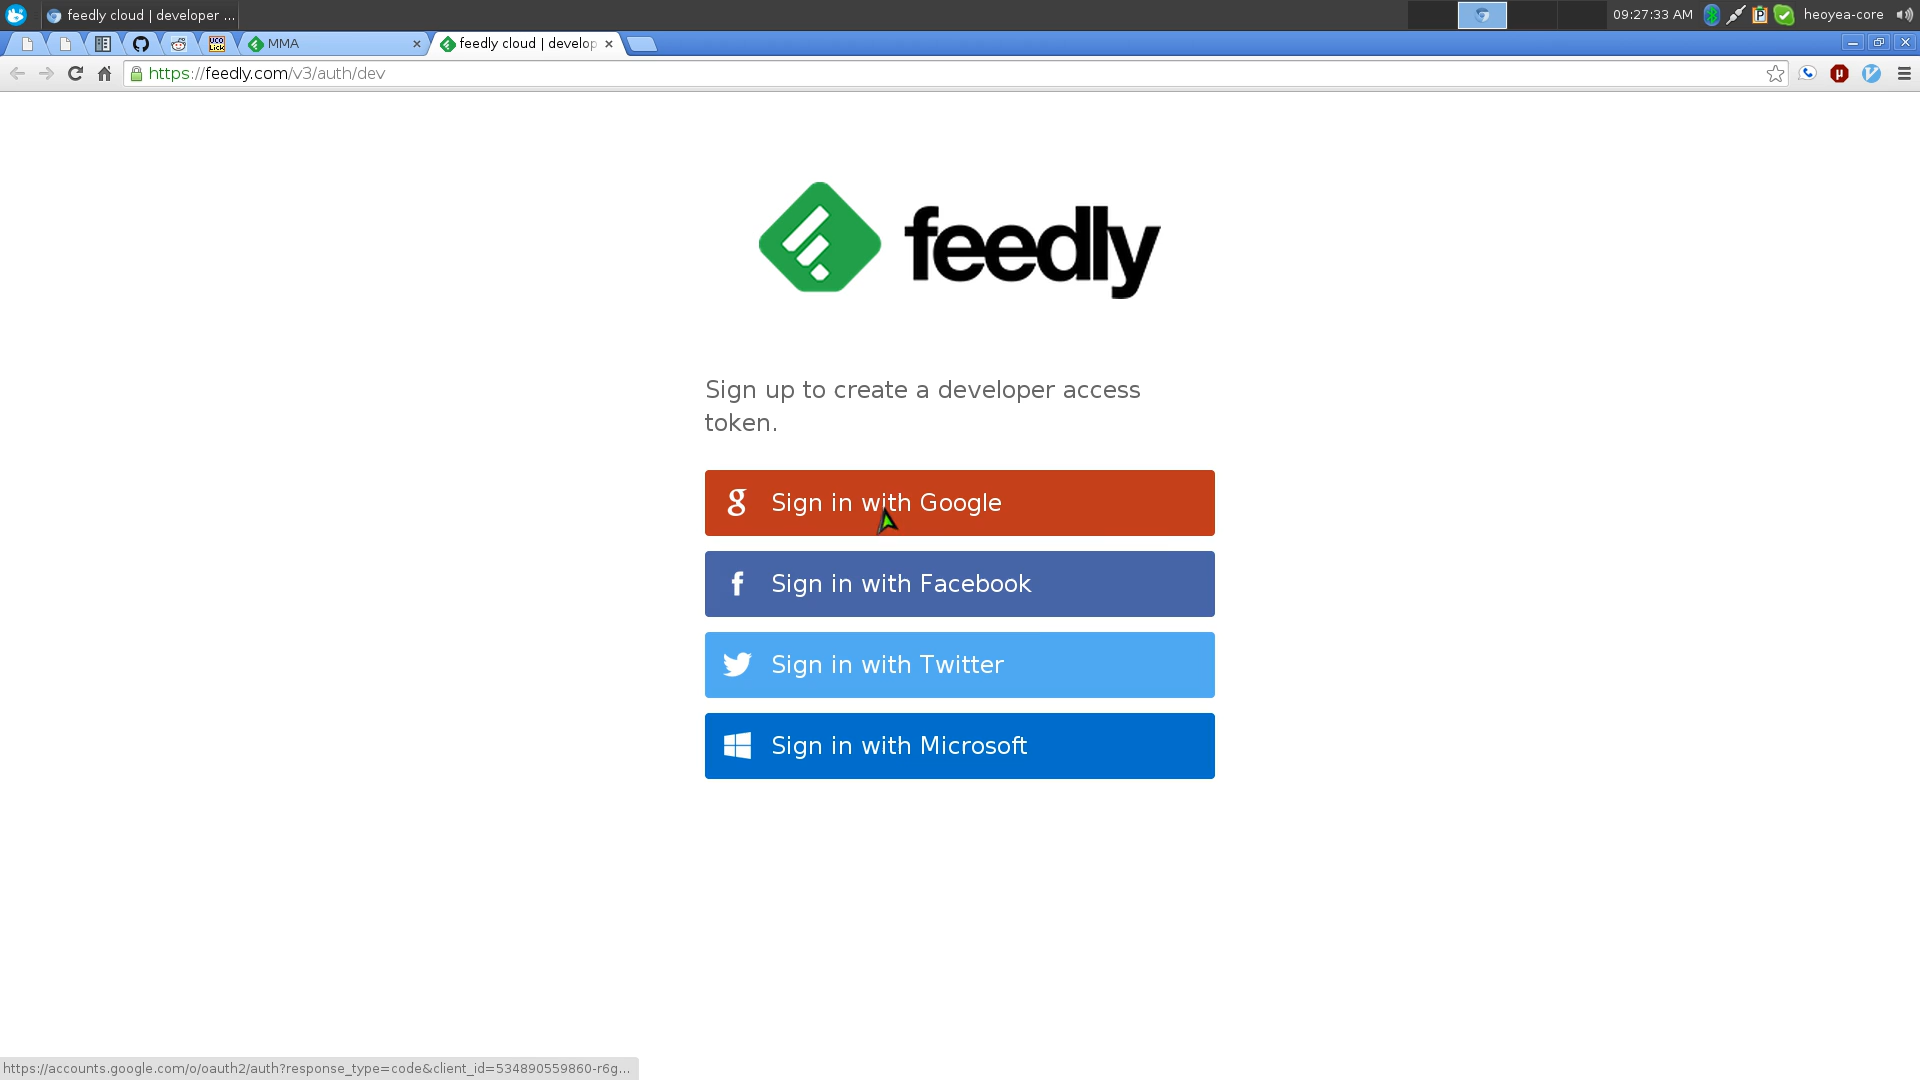 feedly cloud | developer ...
09:27:33 AM
heoyea-core
UCO
Lick
MMA
feedly cloud | develop
https://feedly.com/v3/auth/dev
feedly
Sign up to create a developer access
token.
g Sign in with Google
f Sign in with Facebook
Sign in with Twitter
Sign in with Microsoft
https://accounts.google.com/o/oauth2/auth?response_type=code&client_id=534890559860-r6g...